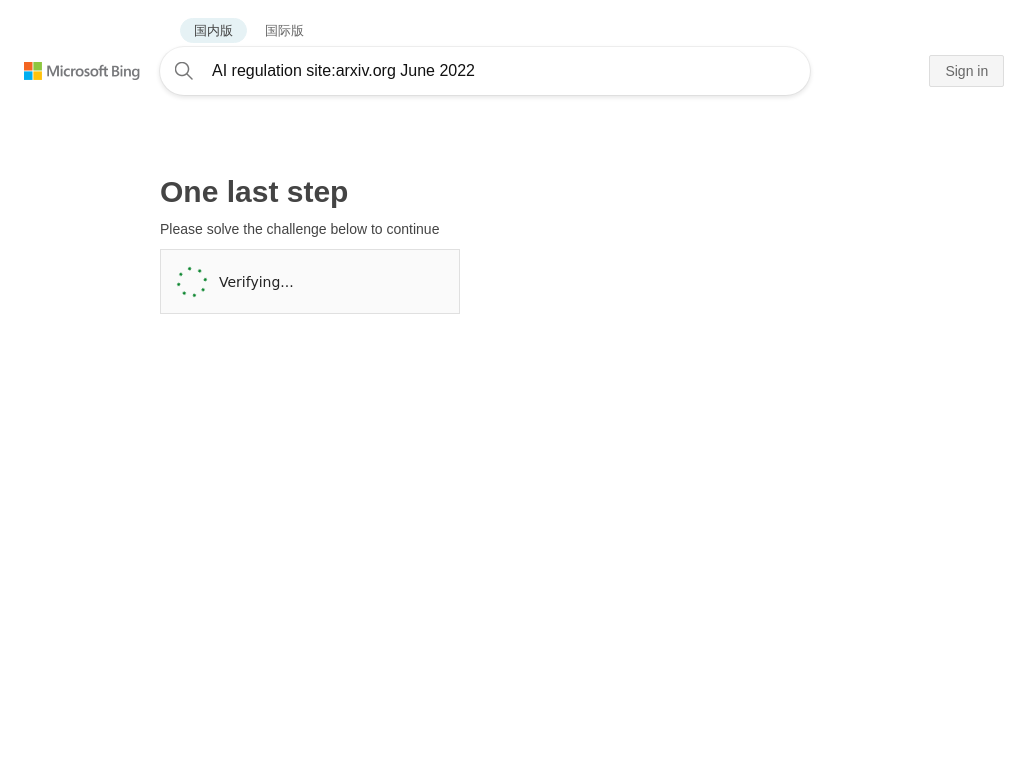 国内版 国际版
Microsoft Bing
AI regulation site:arxiv.org June 2022
Sign in
One last step
Please solve the challenge below to continue
Verifying...